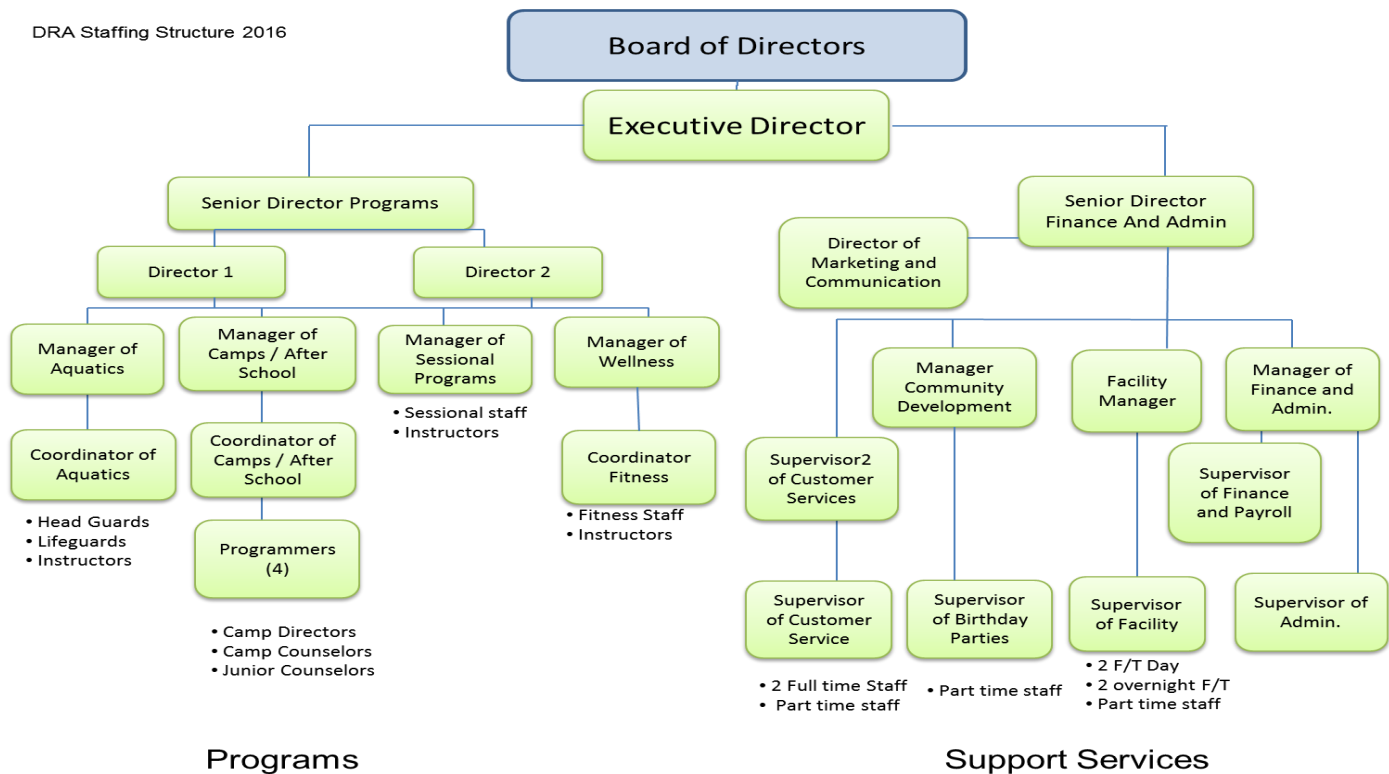 DRA Staffing Structure 2016
Board of Directors
Executive Director
Senior Director Programs
Senior Director
Finance And Admin
Director of
Marketing and
Communication
Director 1
Director 2
Manager of
Aquatics
Manager of
Camps / After
School
Manager of
Sessional
Programs
Manager of
Wellness
• Sessional staff
• Instructors
Coordinator of
Aquatics
Coordinator of
Camps / After
School
Coordinator
Fitness
• Head Guards
• Lifeguards
• Instructors
• Fitness Staff
• Instructors
Programmers
(4)
• Camp Directors
• Camp Counselors
• Junior Counselors
Manager
Community
Development
Facility
Manager
Manager of
Finance and
Admin.
Supervisor2
of Customer
Services
Supervisor
of Finance
and Payroll
Supervisor
of Customer
Service
Supervisor
of Birthday
Parties
Supervisor
of Facility
Supervisor of
Admin.
• 2 Full time Staff
• Part time staff
• Part time staff
• 2 F/T Day
• 2 overnight F/T
• Part time staff
Programs
Support Services